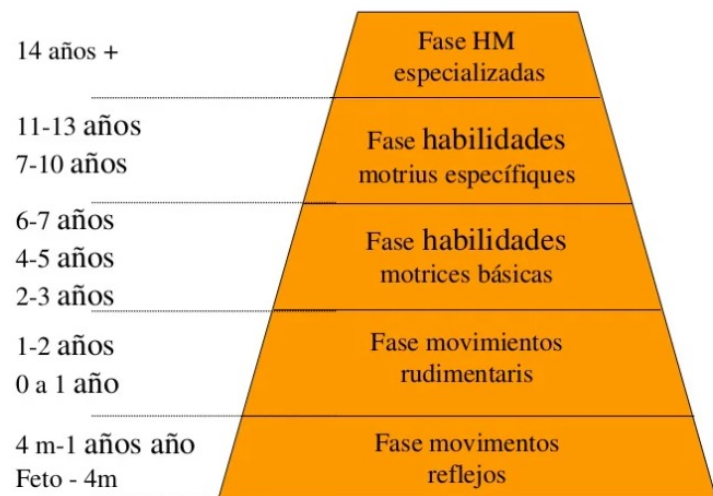 14 años +
Fase HM
especializadas
11-13 años
7-10 años
Fase habilidades
motrius específiques
6-7 años
4-5 años
2-3 años
Fase habilidades
motrices básicas
1-2 años
0 a 1 año
Fase movimientos
rudimentaris
4 m-1 años año
Feto - 4m
Fase movimentos
reflejos